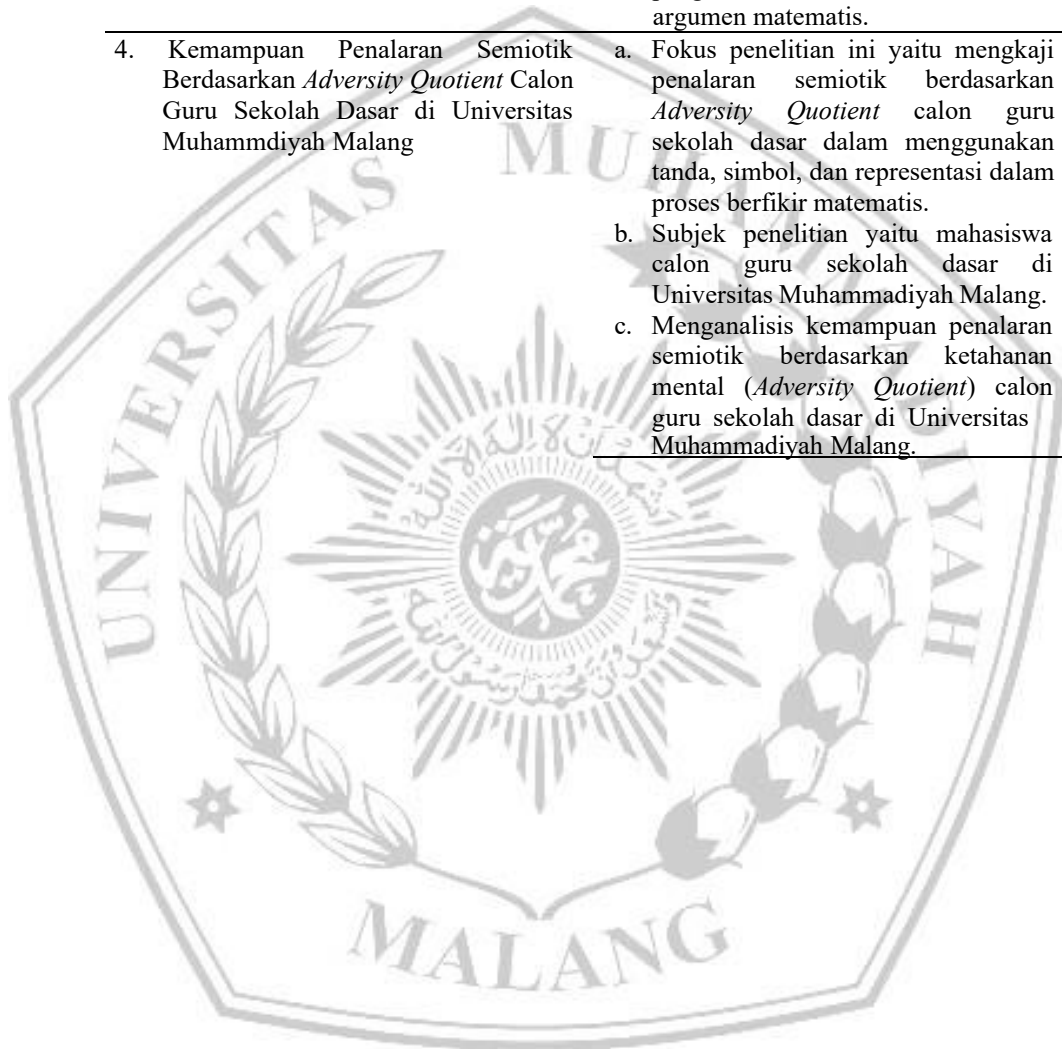 argumen matematis.
4. Kemampuan Penalaran Semiotik
Berdasarkan Adversity Quotient Calon
Guru Sekolah Dasar di Universitas
Muhammdiyah Malang
a. Fokus penelitian ini yaitu mengkaji
penalaran semiotik berdasarkan
Adversity Quotient calon guru
sekolah dasar dalam menggunakan
tanda, simbol, dan representasi dalam
proses berfikir matematis.
b. Subjek penelitian yaitu mahasiswa
calon guru sekolah dasar di
Universitas Muhammadiyah Malang.
c. Menganalisis kemampuan penalaran
semiotik berdasarkan ketahanan
mental (Adversity Quotient) calon
guru sekolah dasar di Universitas
Muhammadiyah Malang.
UNIVERSITAS MUHAMMADIYAH
MALANG